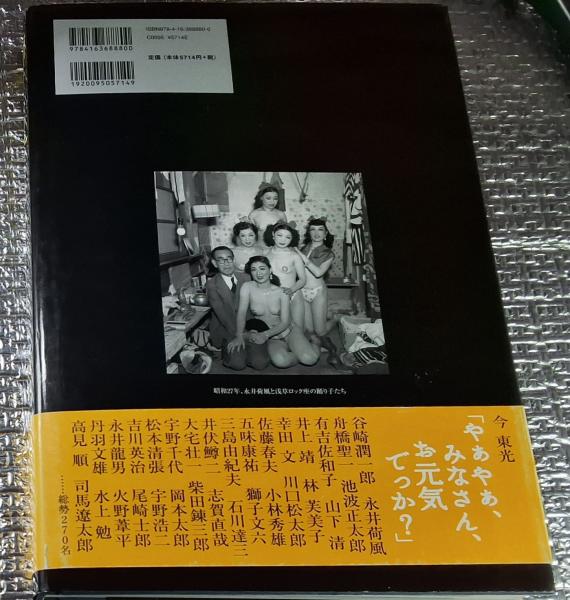 ISBN978-4-16-368880-0
C0095 ¥5714E
定価（本体5714円+税）
9784163688800
1920095057149
昭和27年、永井荷風と浅草ロック座の踊り子たち
今 東光
「やぁやぁ、
みなさん、
お元気
てっか？」
谷崎潤一郎 永井荷風
舟橋聖一 池波正太郎
有吉佐和子 山下 清
井上 靖 林 芙美子
幸田 文 川口松太郎
佐藤春夫 小林秀雄
五味康祐 獅子文六
三島由紀夫 石川達三
井伏鱒二 志賀直哉
大宅壮一 柴田錬三郎
宇野千代 岡本太郎
松本清張 宇野浩二
吉川英治 尾崎士郎
永井龍男 火野葦平
丹羽文雄 水上 勉
高見 順 司馬遼太郎
……総勢270名